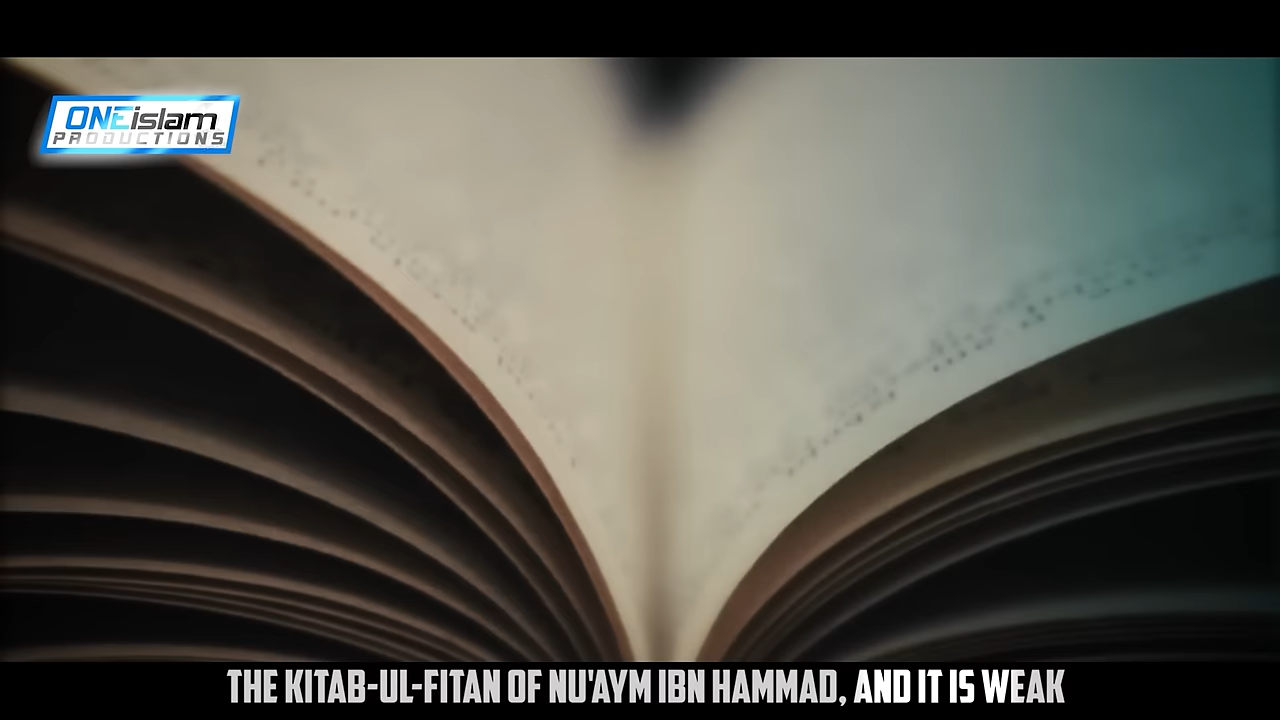 ONEislam
PRODUCTIONS
THE KITAB-UL-FITAN OF NU'AYM IBN HAMMAD, AND IT IS WEAK